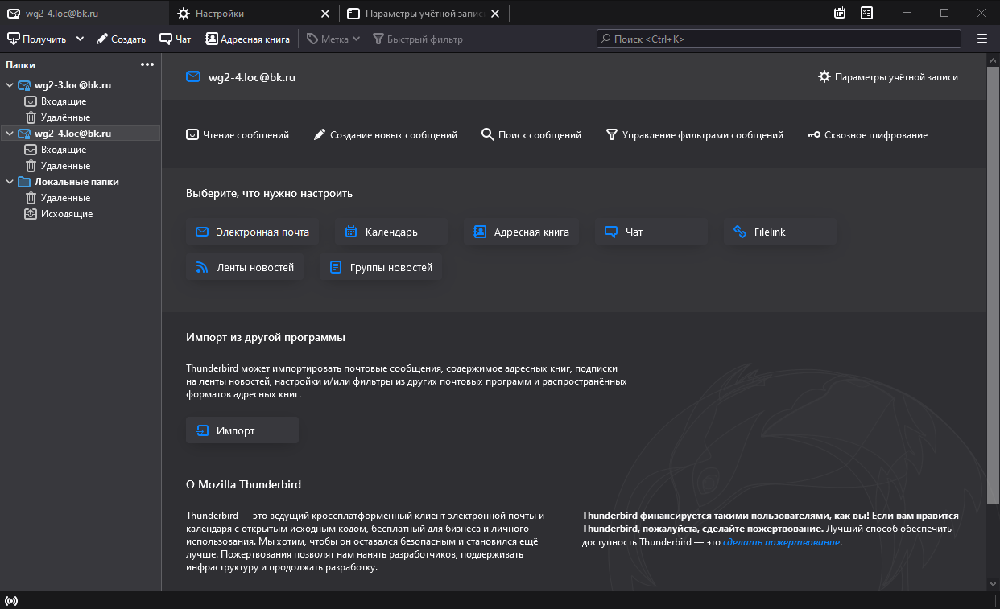 wg2-4.loc@bk.ru
Настройки
Параметры учётной запис
Получить
Создать
Чат
Адресная книга
Метка
Быстрый фильтр
Поиск <Ctrl+K>
Папки
wg2-3.loc@bk.ru
Входящие
Удалённые
wg2-4.loc@bk.ru
Входящие
Удалённые
Локальные папки
Удалённые
Исходящие
wg2-4.loc@bk.ru
Параметры учётной записи
Чтение сообщений
Создание новых сообщений
Поиск сообщений
Управление фильтрами сообщений
Сквозное шифрование
Выберите, что нужно настроить
Электронная почта
Календарь
Адресная книга
Чат
Filelink
Ленты новостей
Группы новостей
Импорт из другой программы
Thunderbird может импортировать почтовые сообщения, содержимое адресных книг, подписки
на ленты новостей, настройки и/или фильтры из других почтовых программ и распространённых
форматов адресных книг.
Импорт
О Mozilla Thunderbird
Thunderbird — это ведущий кроссплатформенный клиент электронной почты и
календаря с открытым исходным кодом, бесплатный для бизнеса и личного
использования. Мы хотим, чтобы он оставался безопасным и становился ещё
лучше. Пожертвования позволят нам нанять разработчиков, поддерживать
инфраструктуру и продолжать разработку.
Thunderbird финансируется такими пользователями, как вы! Если вам нравится
Thunderbird, пожалуйста, сделайте пожертвование. Лучший способ обеспечить
доступность Thunderbird — это сделать пожертвование.